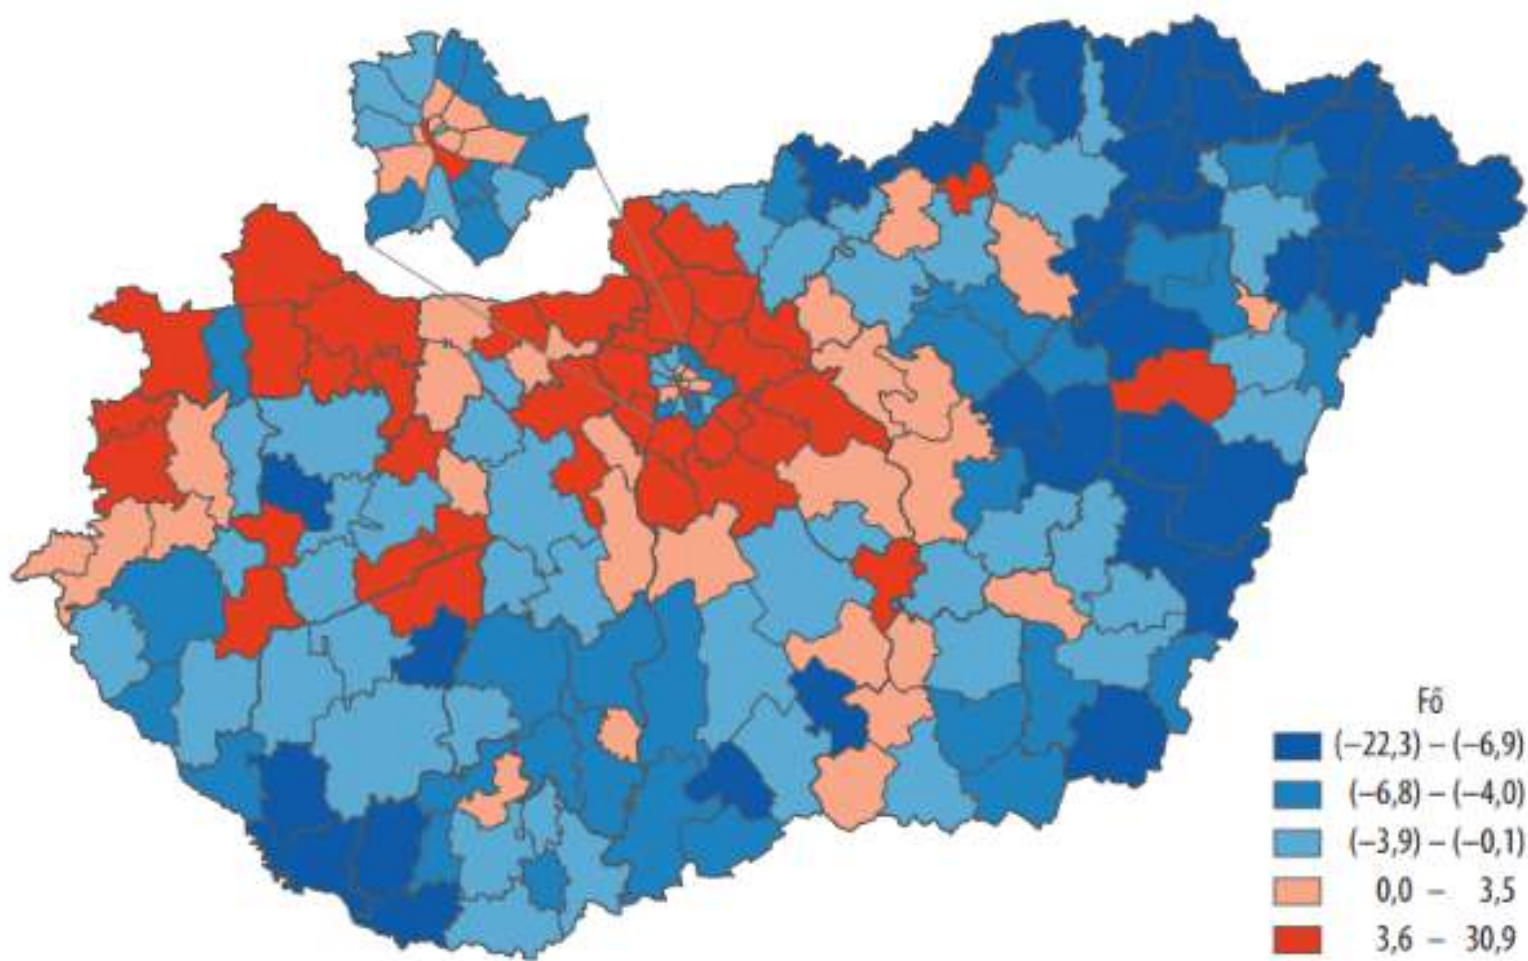 Fő
(–22,3) – (–6,9)
(–6,8) – (–4,0)
(–3,9) – (–0,1)
0,0 – 3,5
3,6 – 30,9